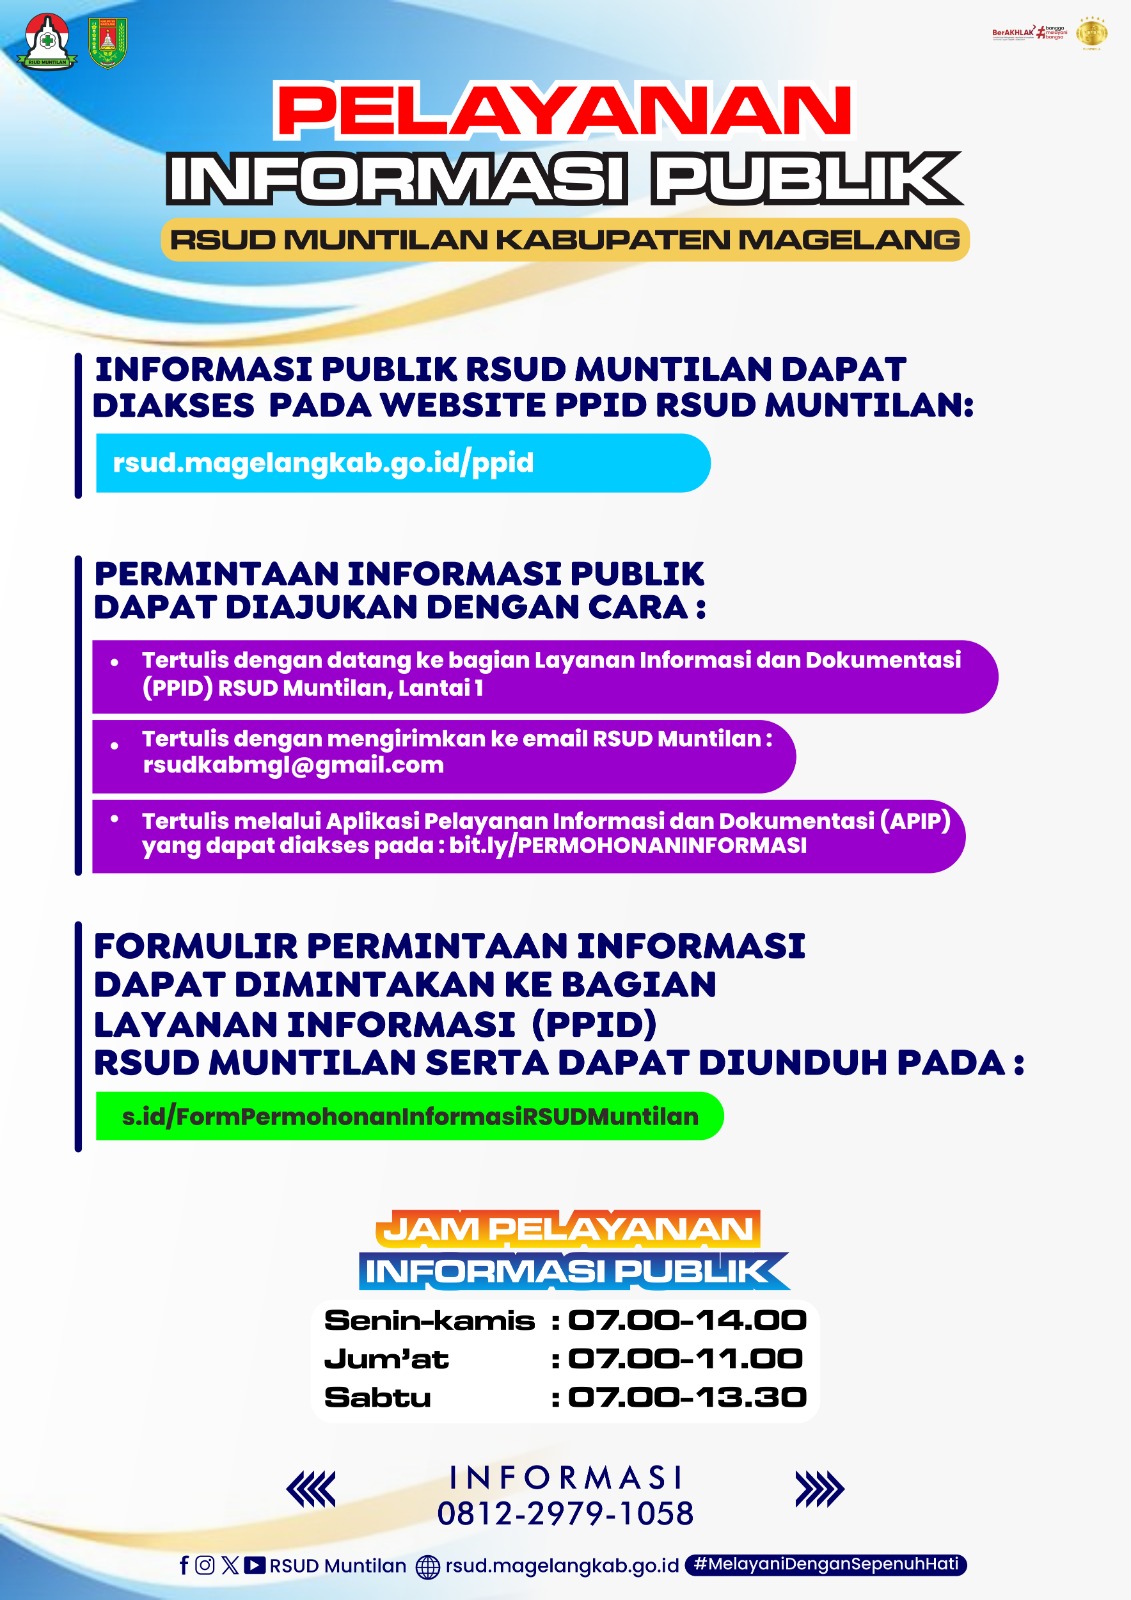 RSUD MUNTILAN
BerAKHLAK
bangga
melayani
bangsa
PELAYANAN
INFORMASI PUBLIK
RSUD MUNTILAN KABUPATEN MAGELANG
INFORMASI PUBLIK RSUD MUNTILAN DAPAT
DIAKSES PADA WEBSITE PPID RSUD MUNTILAN:
rsud.magelangkab.go.id/ppid
PERMINTAAN INFORMASI PUBLIK
DAPAT DIAJUKAN DENGAN CARA :
• Tertulis dengan datang ke bagian Layanan Informasi dan Dokumentasi
(PPID) RSUD Muntilan, Lantai 1
• Tertulis dengan mengirimkan ke email RSUD Muntilan :
rsudkabmgl@gmail.com
• Tertulis melalui Aplikasi Pelayanan Informasi dan Dokumentasi (APIP)
yang dapat diakses pada : bit.ly/PERMOHONANINFORMASI
FORMULIR PERMINTAAN INFORMASI
DAPAT DIMINTAKAN KE BAGIAN
LAYANAN INFORMASI (PPID)
RSUD MUNTILAN SERTA DAPAT DIUNDUH PADA :
s.id/FormPermohonanInformasiRSUDMuntilan
JAM PELAYANAN
INFORMASI PUBLIK
Senin-kamis : 07.00-14.00
Jum'at : 07.00-11.00
Sabtu : 07.00-13.30
INFORMASI
0812-2979-1058
RSUD Muntilan rsud.magelangkab.go.id #MelayaniDenganSepenuhHati